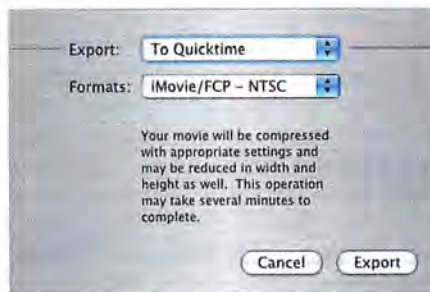 Export: To Quicktime
Formats: iMovie/FCP – NTSC
Your movie will be compressed
with appropriate settings and
may be reduced in width and
height as well. This operation
may take several minutes to
complete.
Cancel Export